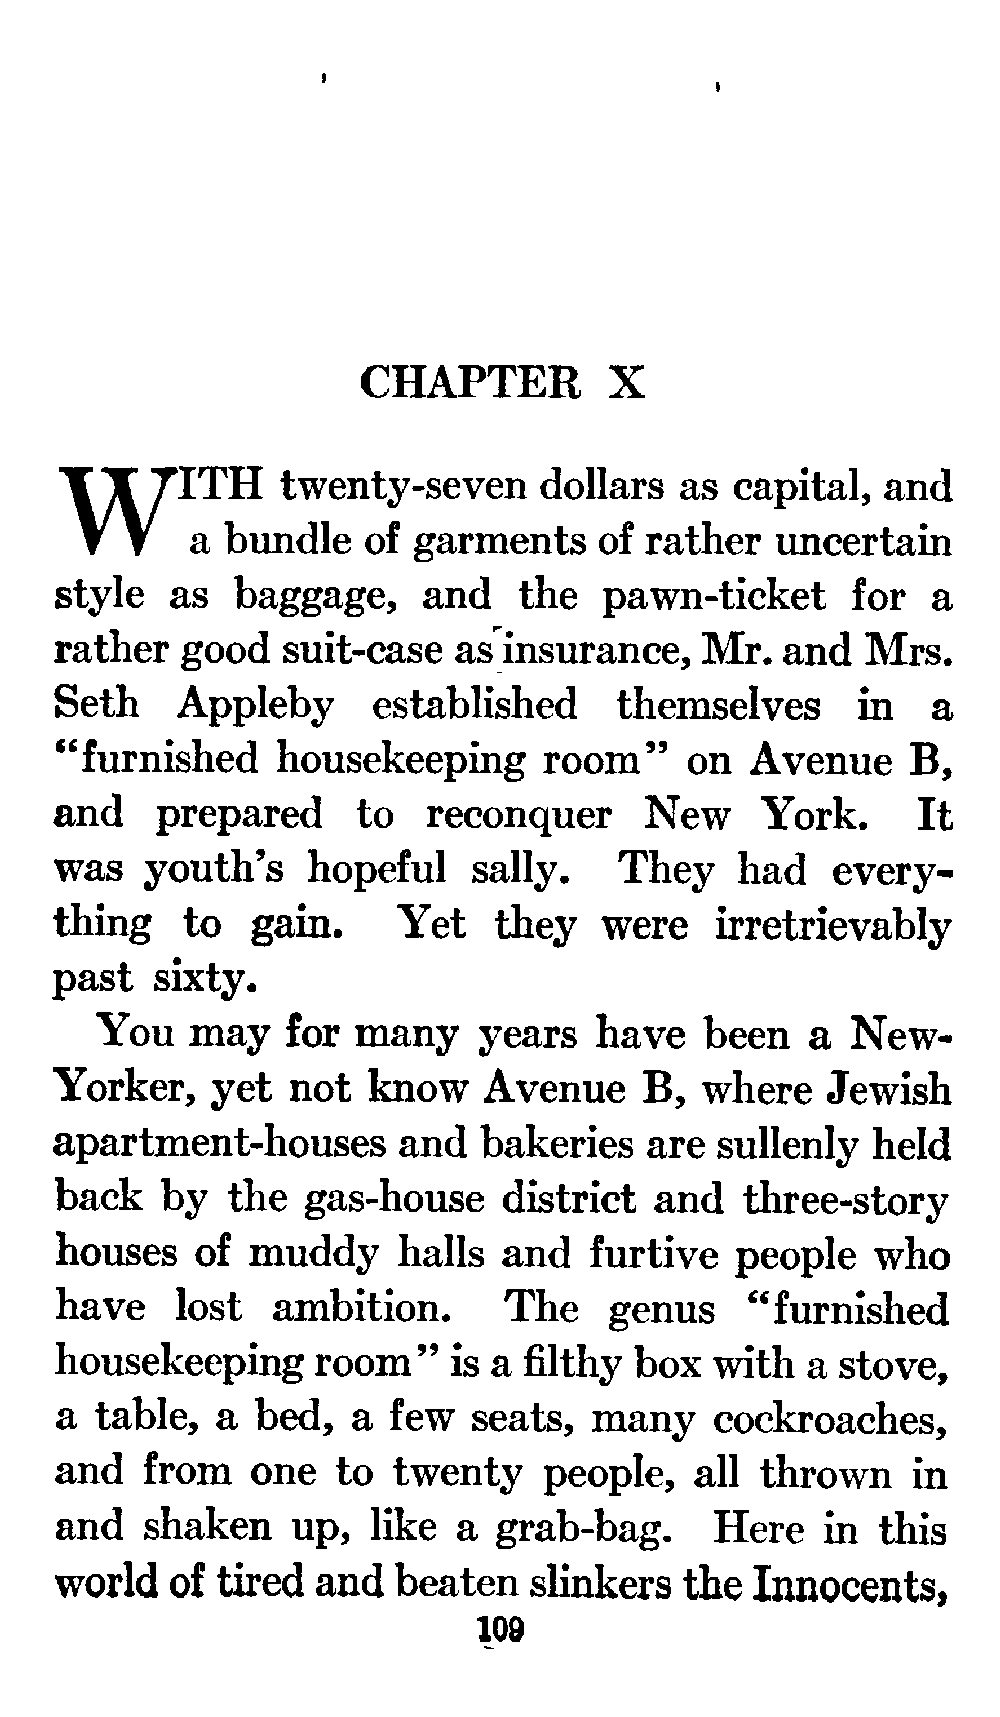 CHAPTER X
WITH twenty-seven dollars as capital, and
a bundle of garments of rather uncertain
style as baggage, and the pawn-ticket for a
rather good suit-case as insurance, Mr. and Mrs.
Seth Appleby established themselves in a
“furnished housekeeping room” on Avenue B,
and prepared to reconquer New York. It
was youth’s hopeful sally. They had every-
thing to gain. Yet they were irretrievably
past sixty.
You may for many years have been a New-
Yorker, yet not know Avenue B, where Jewish
apartment-houses and bakeries are sullenly held
back by the gas-house district and three-story
houses of muddy halls and furtive people who
have lost ambition. The genus “furnished
housekeeping room” is a filthy box with a stove,
a table, a bed, a few seats, many cockroaches,
and from one to twenty people, all thrown in
and shaken up, like a grab-bag. Here in this
world of tired and beaten slinkers the Innocents,
109